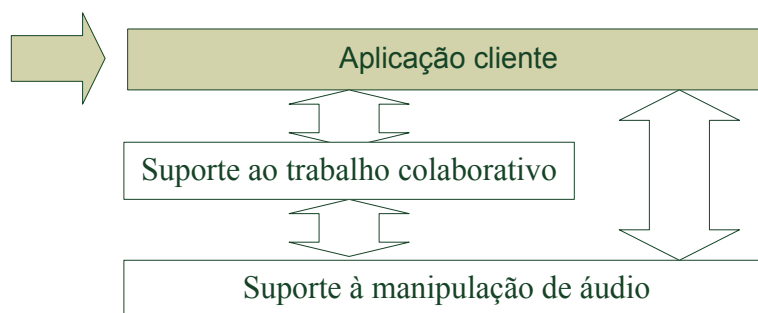 Aplicação cliente
Suporte ao trabalho colaborativo
Suporte à manipulação de áudio